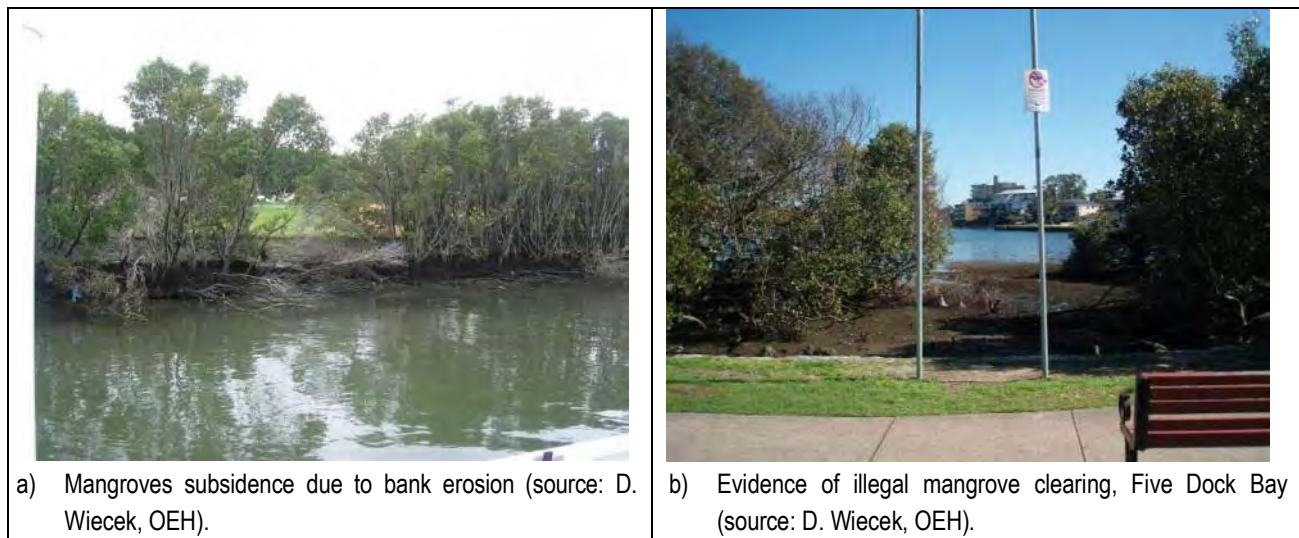 a) Mangroves subsidence due to bank erosion (source: D.
Wiecek, OEH).
b) Evidence of illegal mangrove clearing, Five Dock Bay
(source: D. Wiecek, OEH).